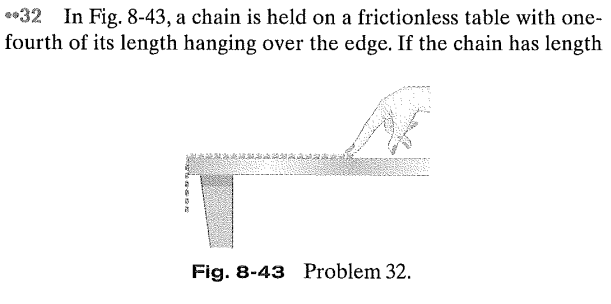 ••32 In Fig. 8-43, a chain is held on a frictionless table with one-
fourth of its length hanging over the edge. If the chain has length
Fig. 8-43 Problem 32.